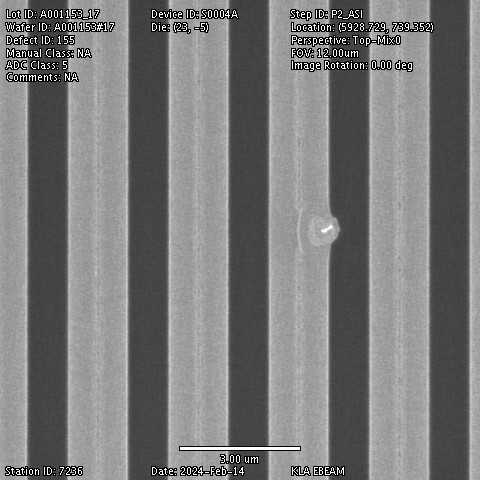 Lot ID: A001153_17 Device ID: S0004A Step ID: P2_ASI
Wafer ID: A001153#17 Die: (23, -5) Location: (5928.729, 739.352)
Defect ID: 155 Perspective: Top-Mix0
Manual Class: NA FOV: 12.00um
ADC Class: 5 Image Rotation: 0.00 deg
Comments: NA
3.00 um
Station ID: 7236 Date: 2024-Feb-14 KLA EBEAM